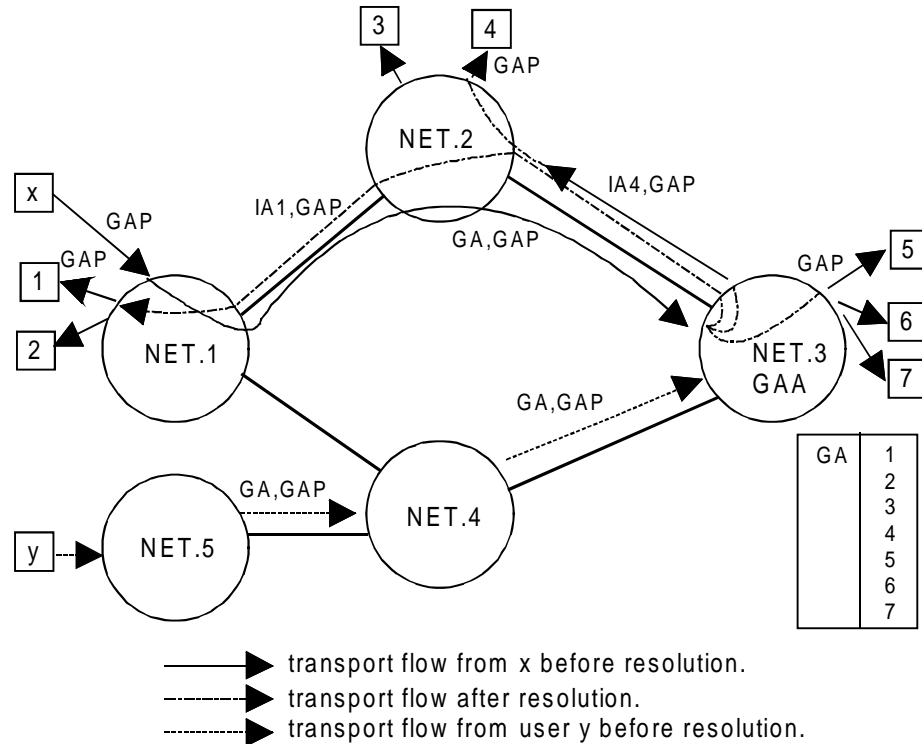 3
4
GAP
NET.2
x
GAP
IA1,GAP
IA4,GAP
GA,GAP
GAP
1
2
NET.1
GAP
5
6
7
NET.3
GAA
GA,GAP
GA 1
2
3
4
5
6
7
GA,GAP
NET.4
y
NET.5
transport flow from x before resolution.
transport flow after resolution.
transport flow from user y before resolution.